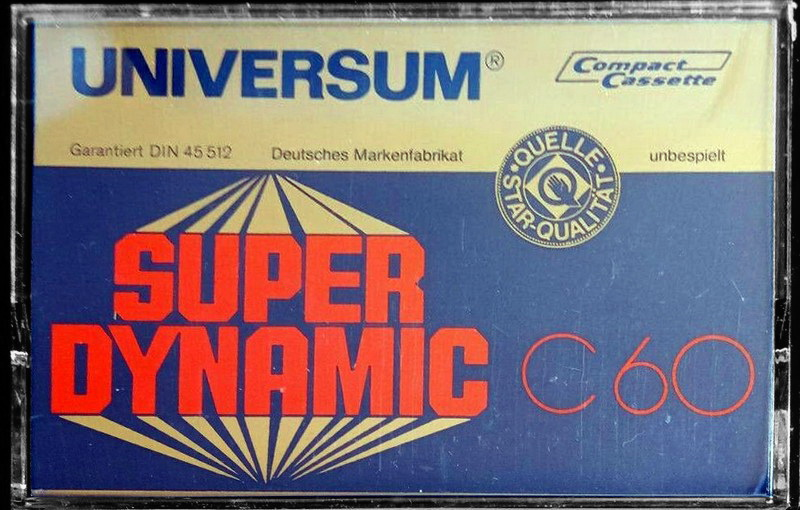 UNIVERSUM®
Compact
Cassette
Garantiert DIN 45 512 Deutsches Markenfabrikat unbespielt
QUELLE · STAR-QUALITÄT ·
Q
SUPER
DYNAMIC
C 60